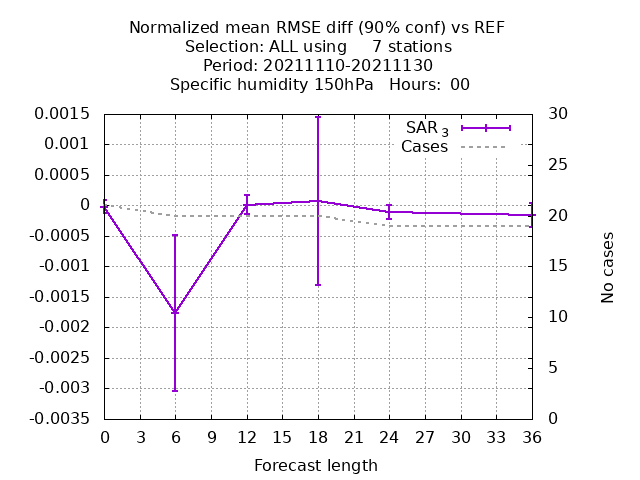 Normalized mean RMSE diff (90% conf) vs REF
Selection: ALL using     7 stations
Period: 20211110-20211130
Specific humidity 150hPa   Hours:  00
0.0015
0.001
0.0005
0
-0.0005
-0.001
-0.0015
-0.002
-0.0025
-0.003
-0.0035
SAR 3
Cases
30
25
20
15
10
5
0
No cases
0 3 6 9 12 15 18 21 24 27 30 33 36
Forecast length